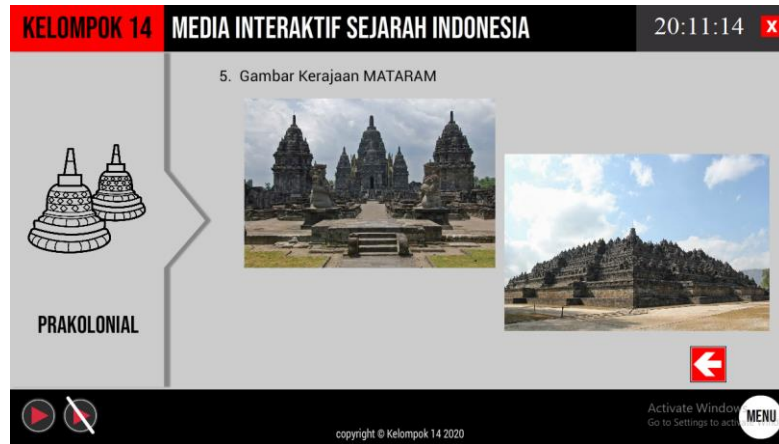 KELOMPOK 14
MEDIA INTERAKTIF SEJARAH INDONESIA
20:11:14
X
5. Gambar Kerajaan MATARAM
PRAKOLONIAL
Activate Window
Go to Settings to activ
MENU
copyright © Kelompok 14 2020